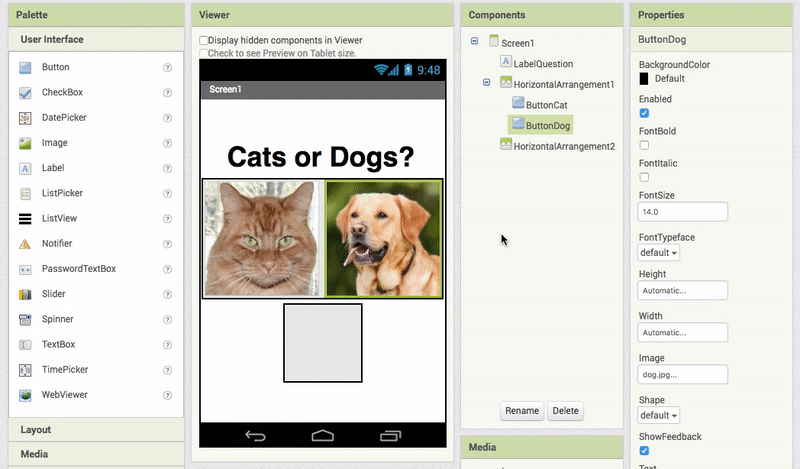 Palette
User Interface
Button
CheckBox
DatePicker
Image
Label
ListPicker
ListView
Notifier
PasswordTextBox
Slider
Spinner
TextBox
TimePicker
WebViewer
Layout
Media
Viewer
Display hidden components in Viewer
Check to see Preview on Tablet size.
9:48
Screen1
Cats or Dogs?
Components
Screen1
LabelQuestion
HorizontalArrangement1
ButtonCat
ButtonDog
HorizontalArrangement2
Rename Delete
Media
Properties
ButtonDog
BackgroundColor
Default
Enabled
FontBold
FontItalic
FontSize
14.0
FontTypeface
default
Height
Automatic...
Width
Automatic...
Image
dog.jpg...
Shape
default
ShowFeedback
Text